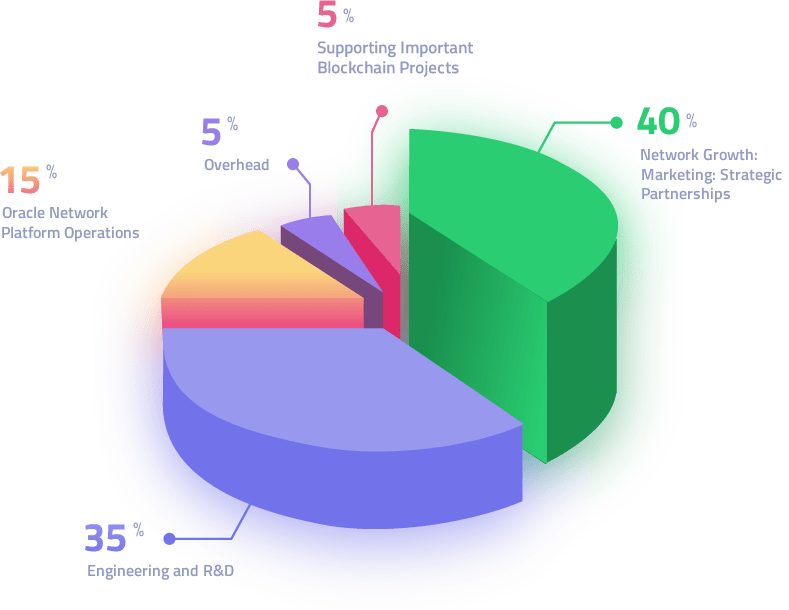 5 %
Supporting Important
Blockchain Projects
40 %
Network Growth:
Marketing: Strategic
Partnerships
5 %
Overhead
15 %
Oracle Network
Platform Operations
35 %
Engineering and R&D